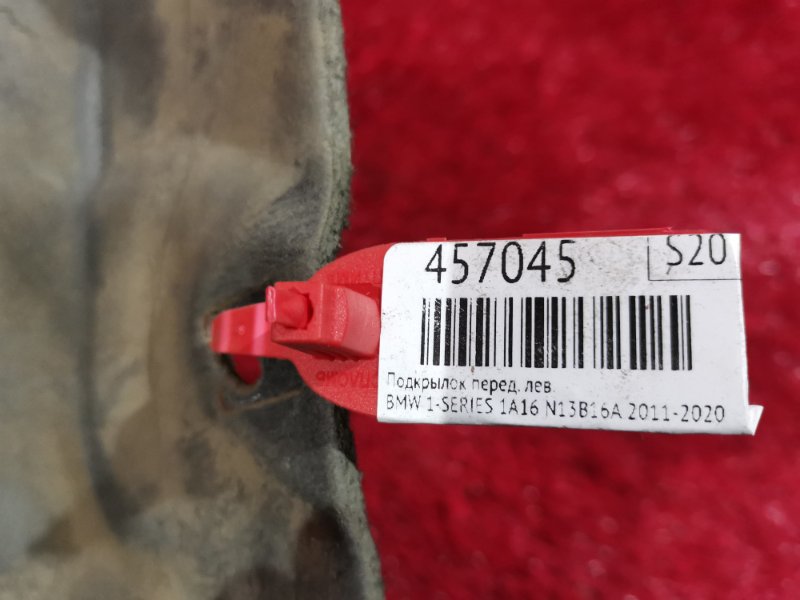 457045
S20
Подкрылок перед. лев.
BMW 1-SERIES 1A16 N13B16A 2011-2020